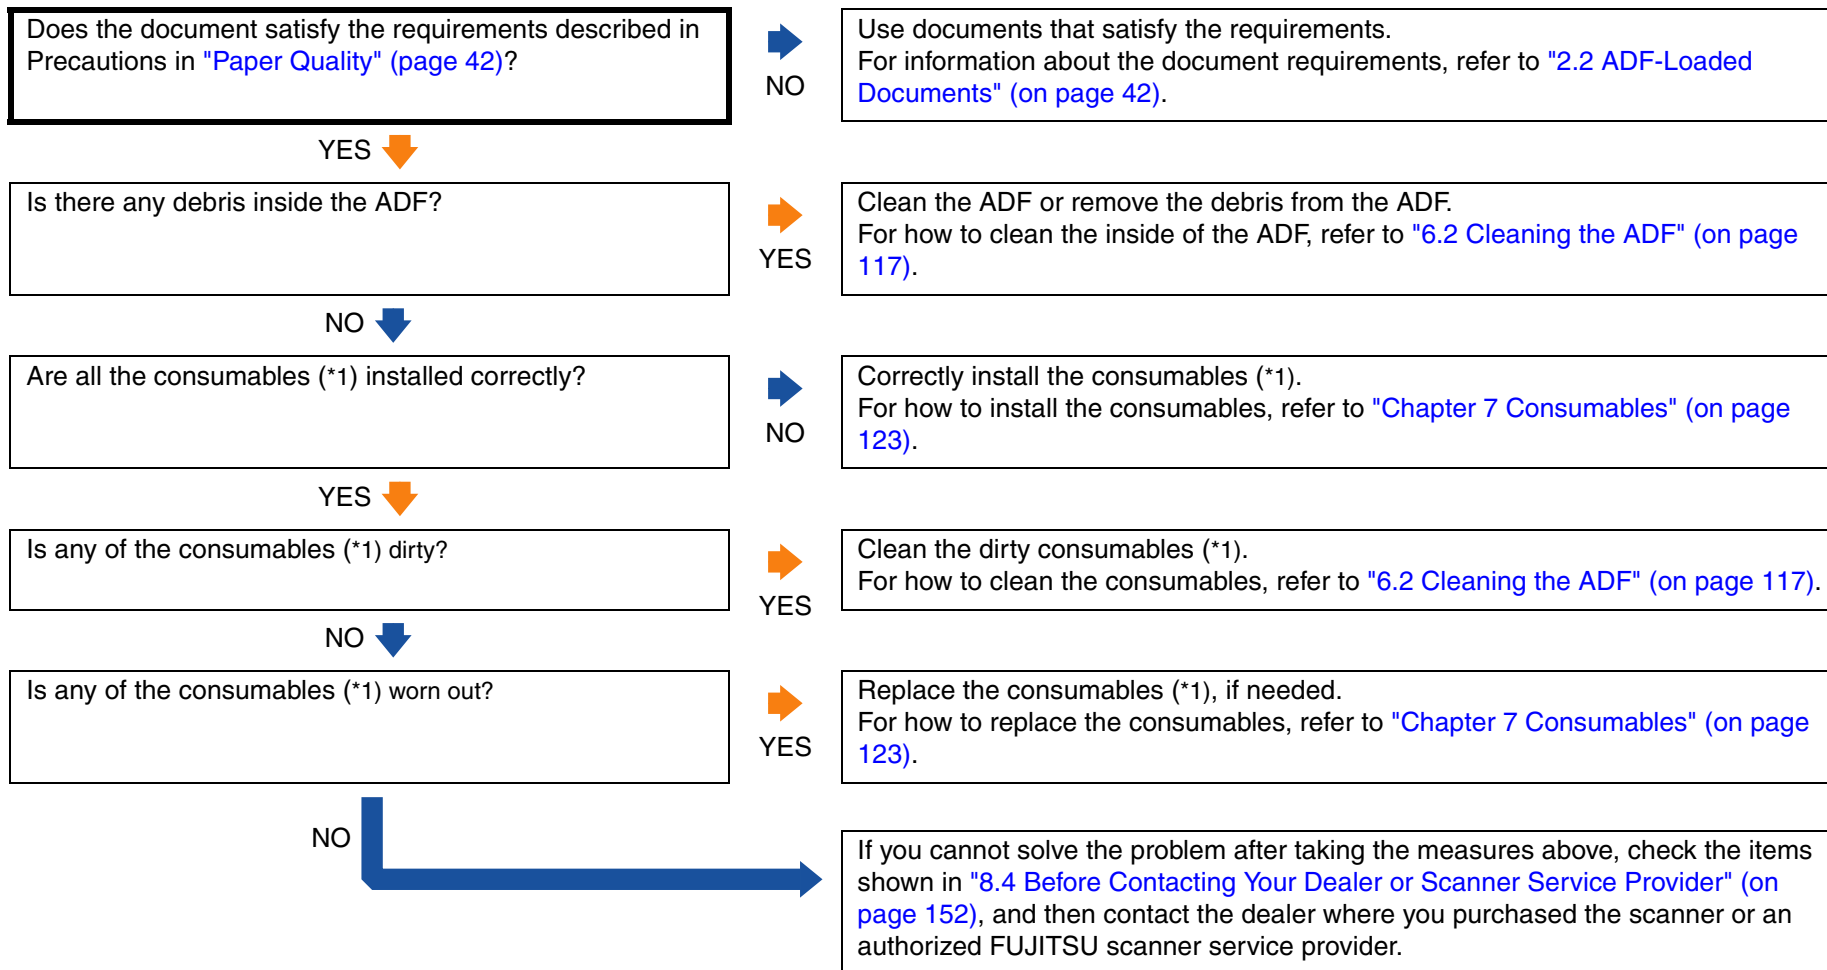 Does the document satisfy the requirements described in
Precautions in "Paper Quality" (page 42)?
NO
Use documents that satisfy the requirements.
For information about the document requirements, refer to "2.2 ADF-Loaded
Documents" (on page 42).
YES
Is there any debris inside the ADF?
YES
Clean the ADF or remove the debris from the ADF.
For how to clean the inside of the ADF, refer to "6.2 Cleaning the ADF" (on page
117).
NO
Are all the consumables (*1) installed correctly?
NO
Correctly install the consumables (*1).
For how to install the consumables, refer to "Chapter 7 Consumables" (on page
123).
YES
Is any of the consumables (*1) dirty?
YES
Clean the dirty consumables (*1).
For how to clean the consumables, refer to "6.2 Cleaning the ADF" (on page 117).
NO
Is any of the consumables (*1) worn out?
YES
Replace the consumables (*1), if needed.
For how to replace the consumables, refer to "Chapter 7 Consumables" (on page
123).
NO
If you cannot solve the problem after taking the measures above, check the items
shown in "8.4 Before Contacting Your Dealer or Scanner Service Provider" (on
page 152), and then contact the dealer where you purchased the scanner or an
authorized FUJITSU scanner service provider.